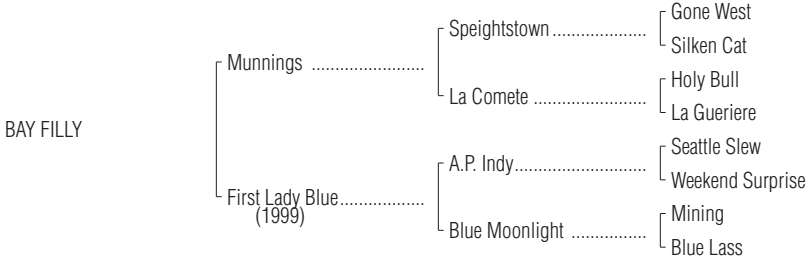 Gone West
Speightstown ....................
Silken Cat
Munnings ........................
Holy Bull
La Comete ........................
La Gueriere
BAY FILLY
Seattle Slew
A.P. Indy............................
Weekend Surprise
First Lady Blue..................
(1999)
Mining
Blue Moonlight ................
Blue Lass